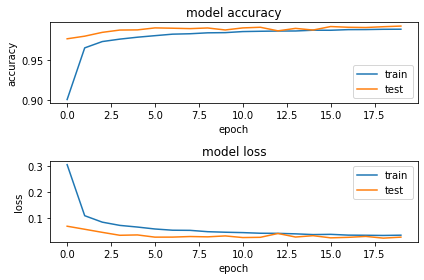 model accuracy
accuracy
0.95
0.90
train
test
0.0 2.5 5.0 7.5 10.0 12.5 15.0 17.5
epoch
model loss
loss
0.3
0.2
0.1
train
test
0.0 2.5 5.0 7.5 10.0 12.5 15.0 17.5
epoch